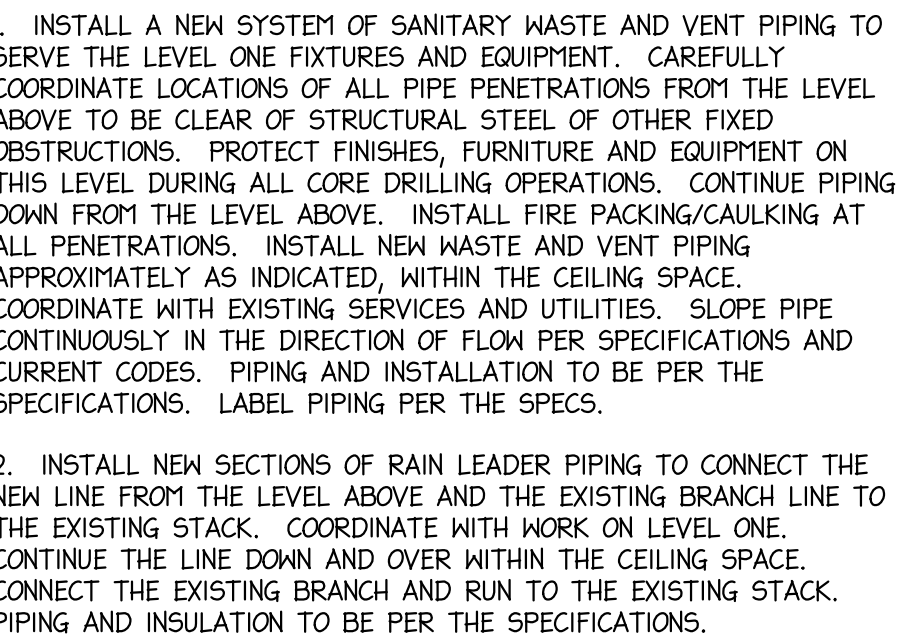 . INSTALL A NEW SYSTEM OF SANITARY WASTE AND VENT PIPING TO
SERVE THE LEVEL ONE FIXTURES AND EQUIPMENT. CAREFULLY
COORDINATE LOCATIONS OF ALL PIPE PENETRATIONS FROM THE LEVEL
ABOVE TO BE CLEAR OF STRUCTURAL STEEL OF OTHER FIXED
OBSTRUCTIONS. PROTECT FINISHES, FURNITURE AND EQUIPMENT ON
THIS LEVEL DURING ALL CORE DRILLING OPERATIONS. CONTINUE PIPING
DOWN FROM THE LEVEL ABOVE. INSTALL FIRE PACKING/CAULKING AT
ALL PENETRATIONS. INSTALL NEW WASTE AND VENT PIPING
APPROXIMATELY AS INDICATED, WITHIN THE CEILING SPACE.
COORDINATE WITH EXISTING SERVICES AND UTILITIES. SLOPE PIPE
CONTINUOUSLY IN THE DIRECTION OF FLOW PER SPECIFICATIONS AND
CURRENT CODES. PIPING AND INSTALLATION TO BE PER THE
SPECIFICATIONS. LABEL PIPING PER THE SPECS.
2. INSTALL NEW SECTIONS OF RAIN LEADER PIPING TO CONNECT THE
NEW LINE FROM THE LEVEL ABOVE AND THE EXISTING BRANCH LINE TO
THE EXISTING STACK. COORDINATE WITH WORK ON LEVEL ONE.
CONTINUE THE LINE DOWN AND OVER WITHIN THE CEILING SPACE.
CONNECT THE EXISTING BRANCH AND RUN TO THE EXISTING STACK.
PIPING AND INSULATION TO BE PER THE SPECIFICATIONS.